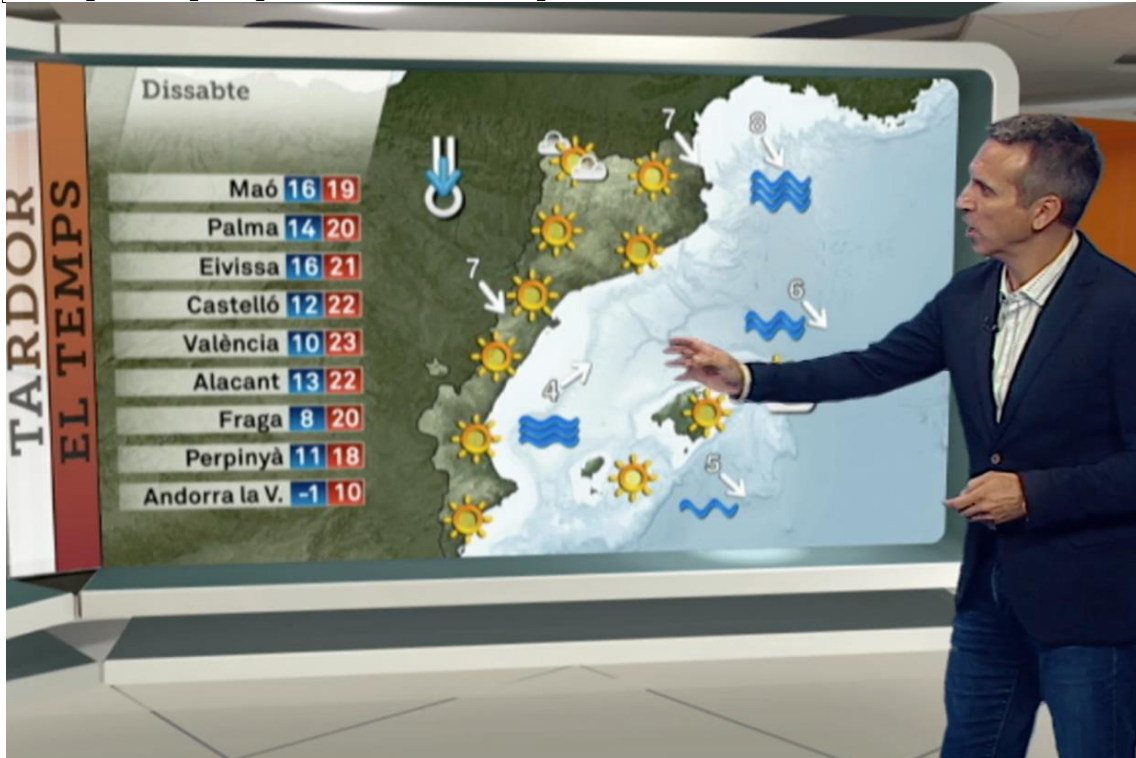 TARDOR
EL TEMPS
Dissabte
Maó 16 19
Palma 14 20
Eivissa 16 21
Castelló 12 22
València 10 23
Alacant 13 22
Fraga 8 20
Perpinyà 11 18
Andorra la V. -1 10
7
8
7
6
4
5